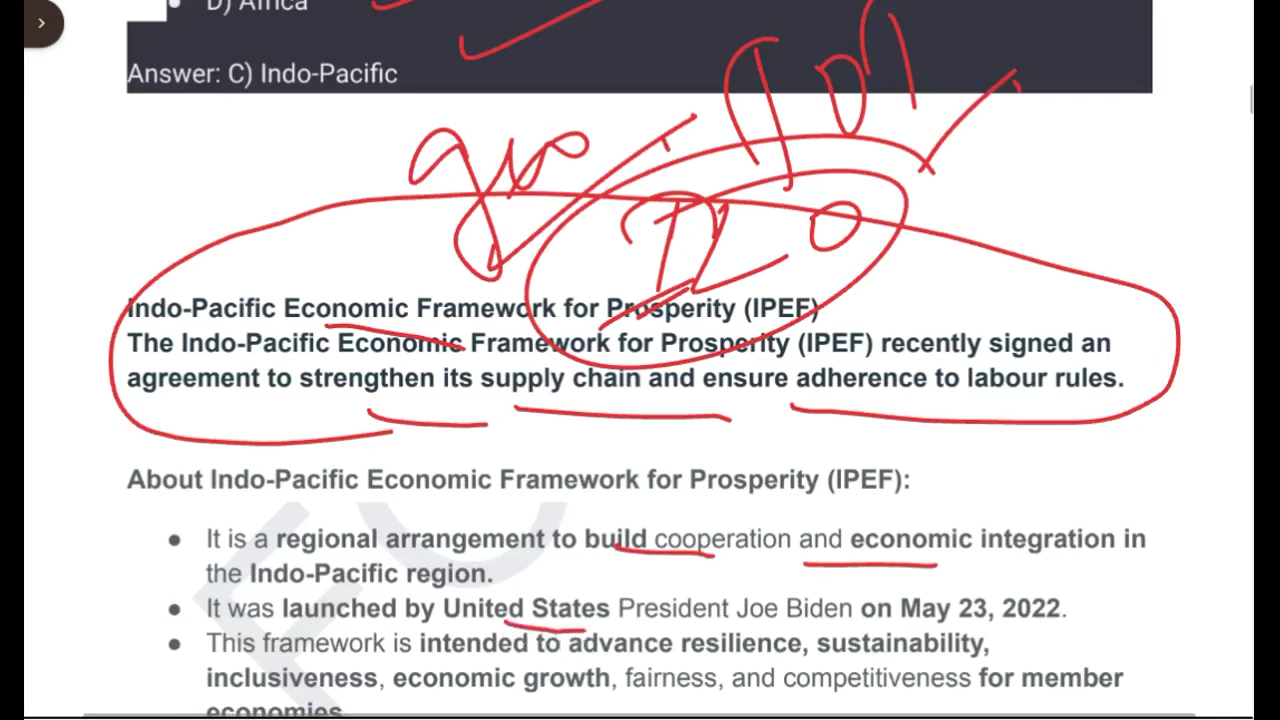 D) Africa
Answer: C) Indo-Pacific
Indo-Pacific Economic Framework for Prosperity (IPEF)
The Indo-Pacific Economic Framework for Prosperity (IPEF) recently signed an
agreement to strengthen its supply chain and ensure adherence to labour rules.
About Indo-Pacific Economic Framework for Prosperity (IPEF):
It is a regional arrangement to build cooperation and economic integration in
the Indo-Pacific region.
It was launched by United States President Joe Biden on May 23, 2022.
This framework is intended to advance resilience, sustainability,
inclusiveness, economic growth, fairness, and competitiveness for member
economies